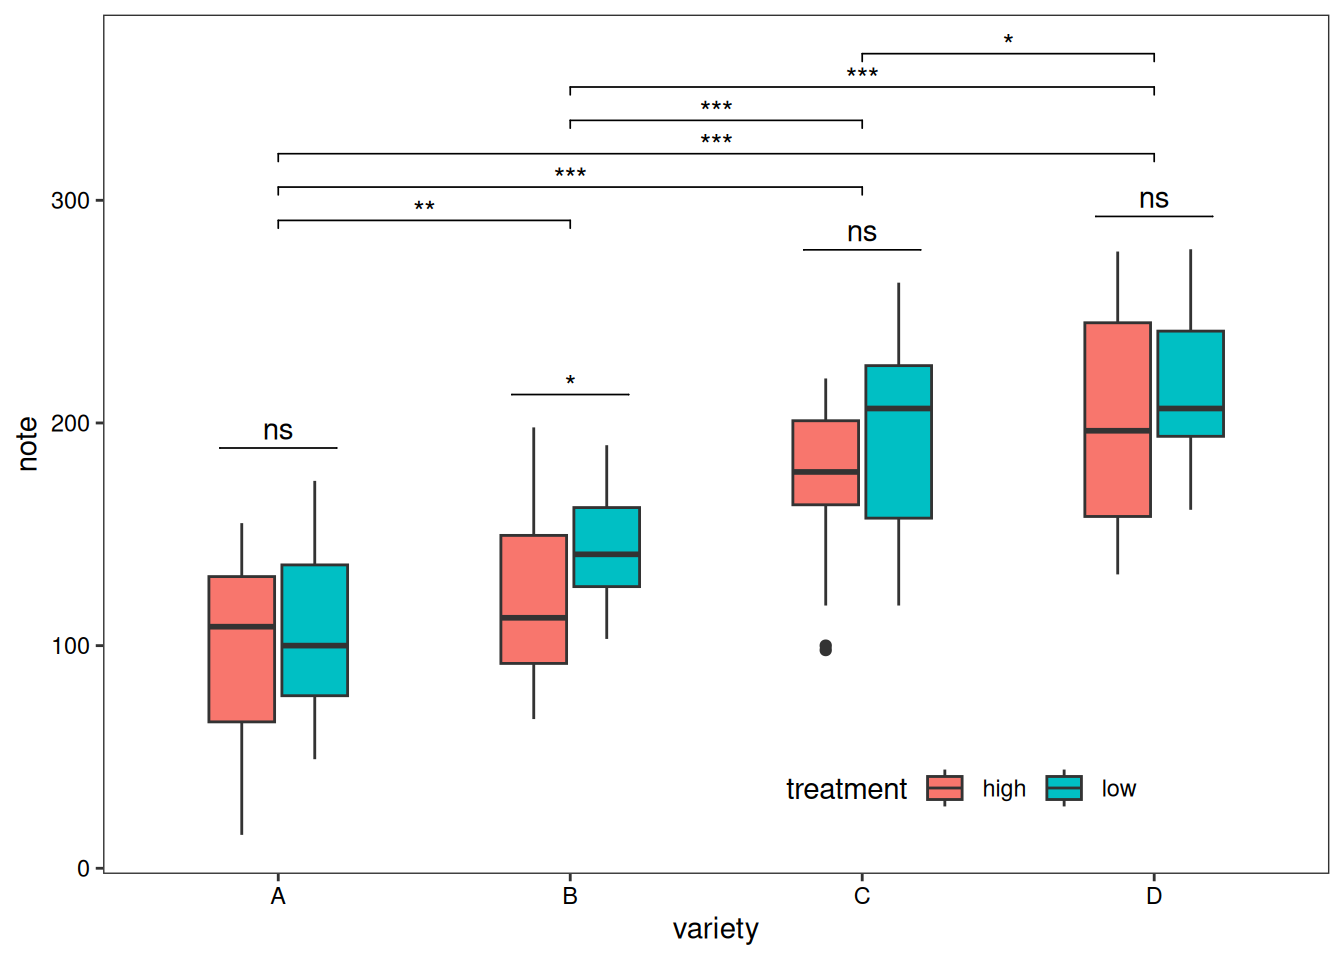 *
***
***
***
***
**
300
ns
ns
*
ns
200
note
100
treatment high low
0
A B C D
variety